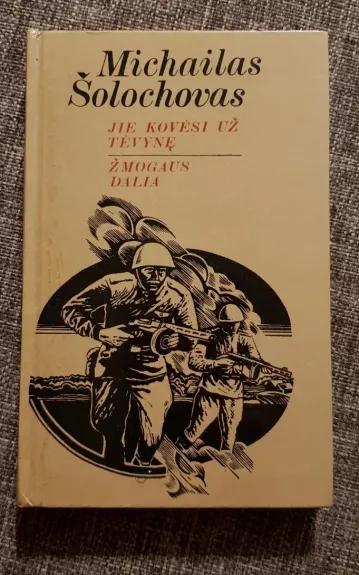 Michailas
Šolochovas
JIE KOVĖSI UŽ
TĖVYNĘ
ŽMOGAUS
DALIA